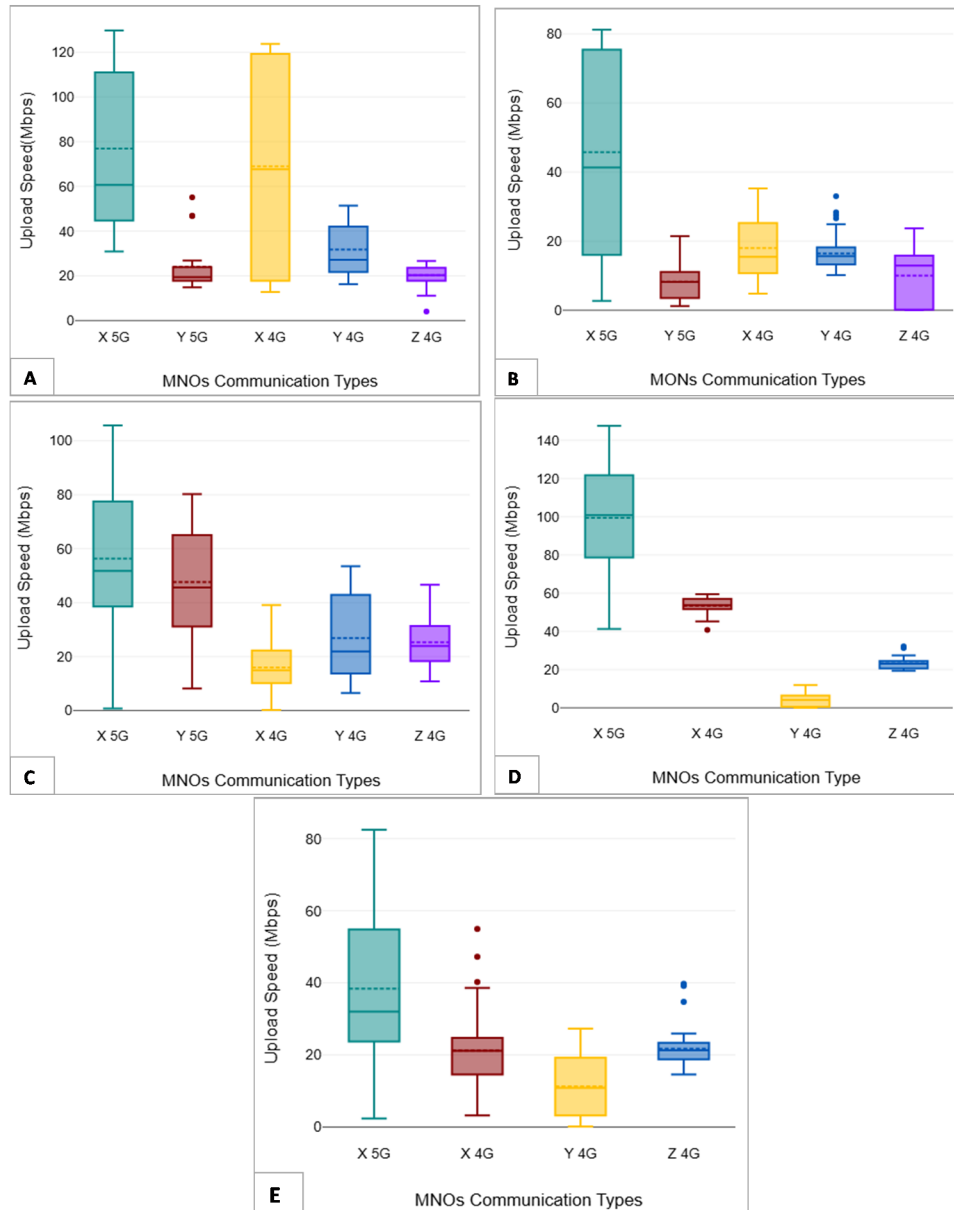 Upload Speed(Mbps)
120
100
80
60
40
20
0
X 5G Y 5G X 4G Y 4G Z 4G
A
MNOs Communication Types
Upload Speed (Mbps)
80
60
40
20
0
X 5G Y 5G X 4G Y 4G Z 4G
B
MONs Communication Types
Upload Speed (Mbps)
100
80
60
40
20
0
X 5G Y 5G X 4G Y 4G Z 4G
C
MNOs Communication Types
Upload Speed (Mbps)
140
120
100
80
60
40
20
0
X 5G X 4G Y 4G Z 4G
D
MNOs Communication Type
Upload Speed (Mbps)
80
60
40
20
0
X 5G X 4G Y 4G Z 4G
E
MNOs Communication Types